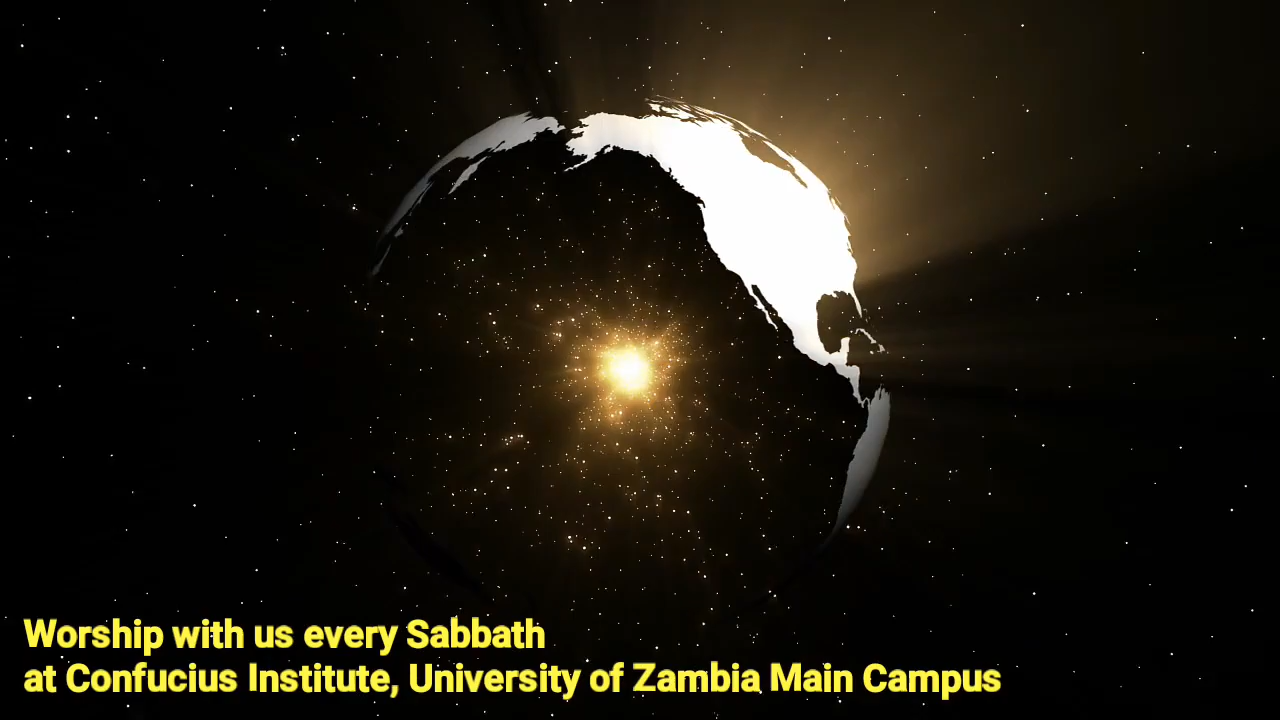 Worship with us every Sabbath
at Confucius Institute, University of Zambia Main Campus